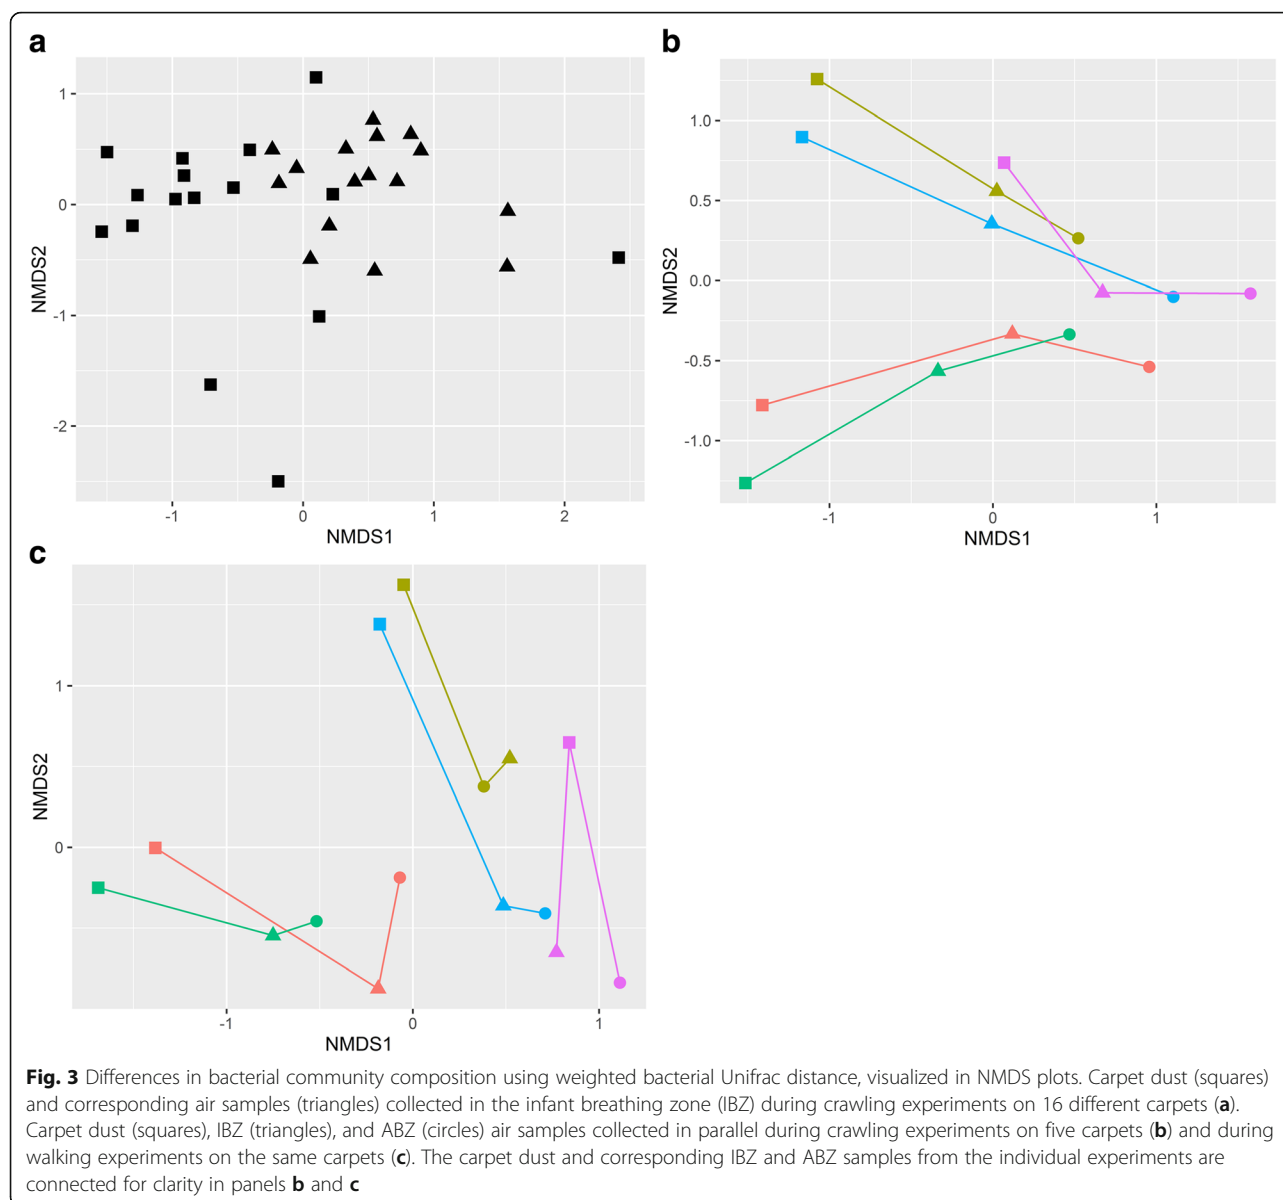 a
1
0
-1
-2
NMDS2
-1
0
1
2
NMDS1
b
1.0
0.5
0.0
-0.5
-1.0
NMDS2
-1
0
1
NMDS1
c
1
0
NMDS2
-1
0
1
NMDS1
Fig. 3 Differences in bacterial community composition using weighted bacterial Unifrac distance, visualized in NMDS plots. Carpet dust (squares)
and corresponding air samples (triangles) collected in the infant breathing zone (IBZ) during crawling experiments on 16 different carpets (a).
Carpet dust (squares), IBZ (triangles), and ABZ (circles) air samples collected in parallel during crawling experiments on five carpets (b) and during
walking experiments on the same carpets (c). The carpet dust and corresponding IBZ and ABZ samples from the individual experiments are
connected for clarity in panels b and c